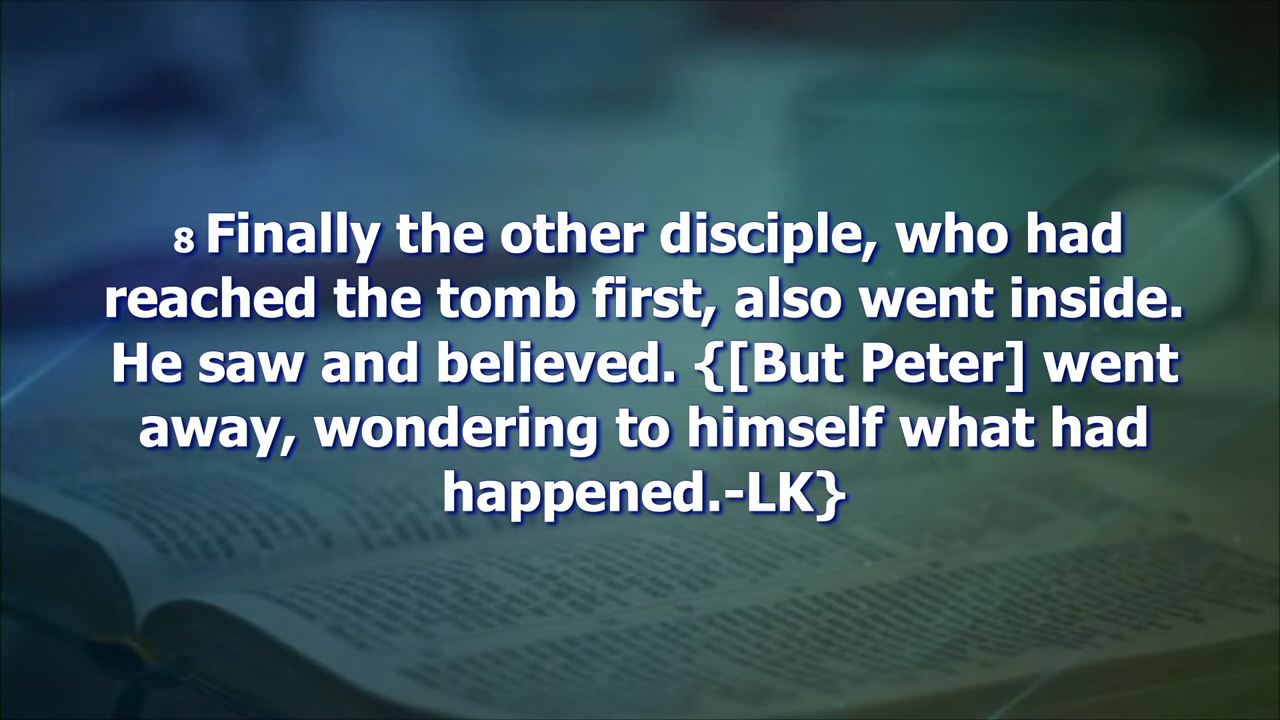 8 Finally the other disciple, who had
reached the tomb first, also went inside.
He saw and believed. {[But Peter] went
away, wondering to himself what had
happened.-LK}